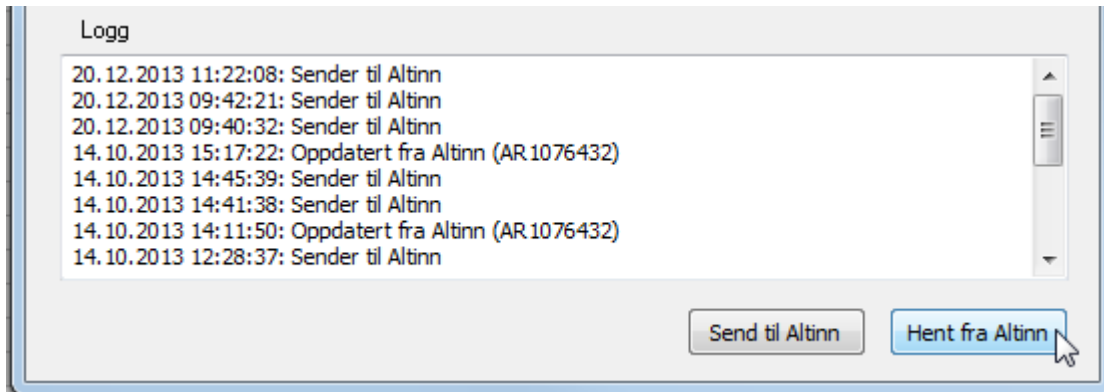 Logg
20.12.2013 11:22:08: Sender til Altinn
20.12.2013 09:42:21: Sender til Altinn
20.12.2013 09:40:32: Sender til Altinn
14.10.2013 15:17:22: Oppdatert fra Altinn (AR1076432)
14.10.2013 14:45:39: Sender til Altinn
14.10.2013 14:41:38: Sender til Altinn
14.10.2013 14:11:50: Oppdatert fra Altinn (AR1076432)
14.10.2013 12:28:37: Sender til Altinn
Send til Altinn Hent fra Altinn